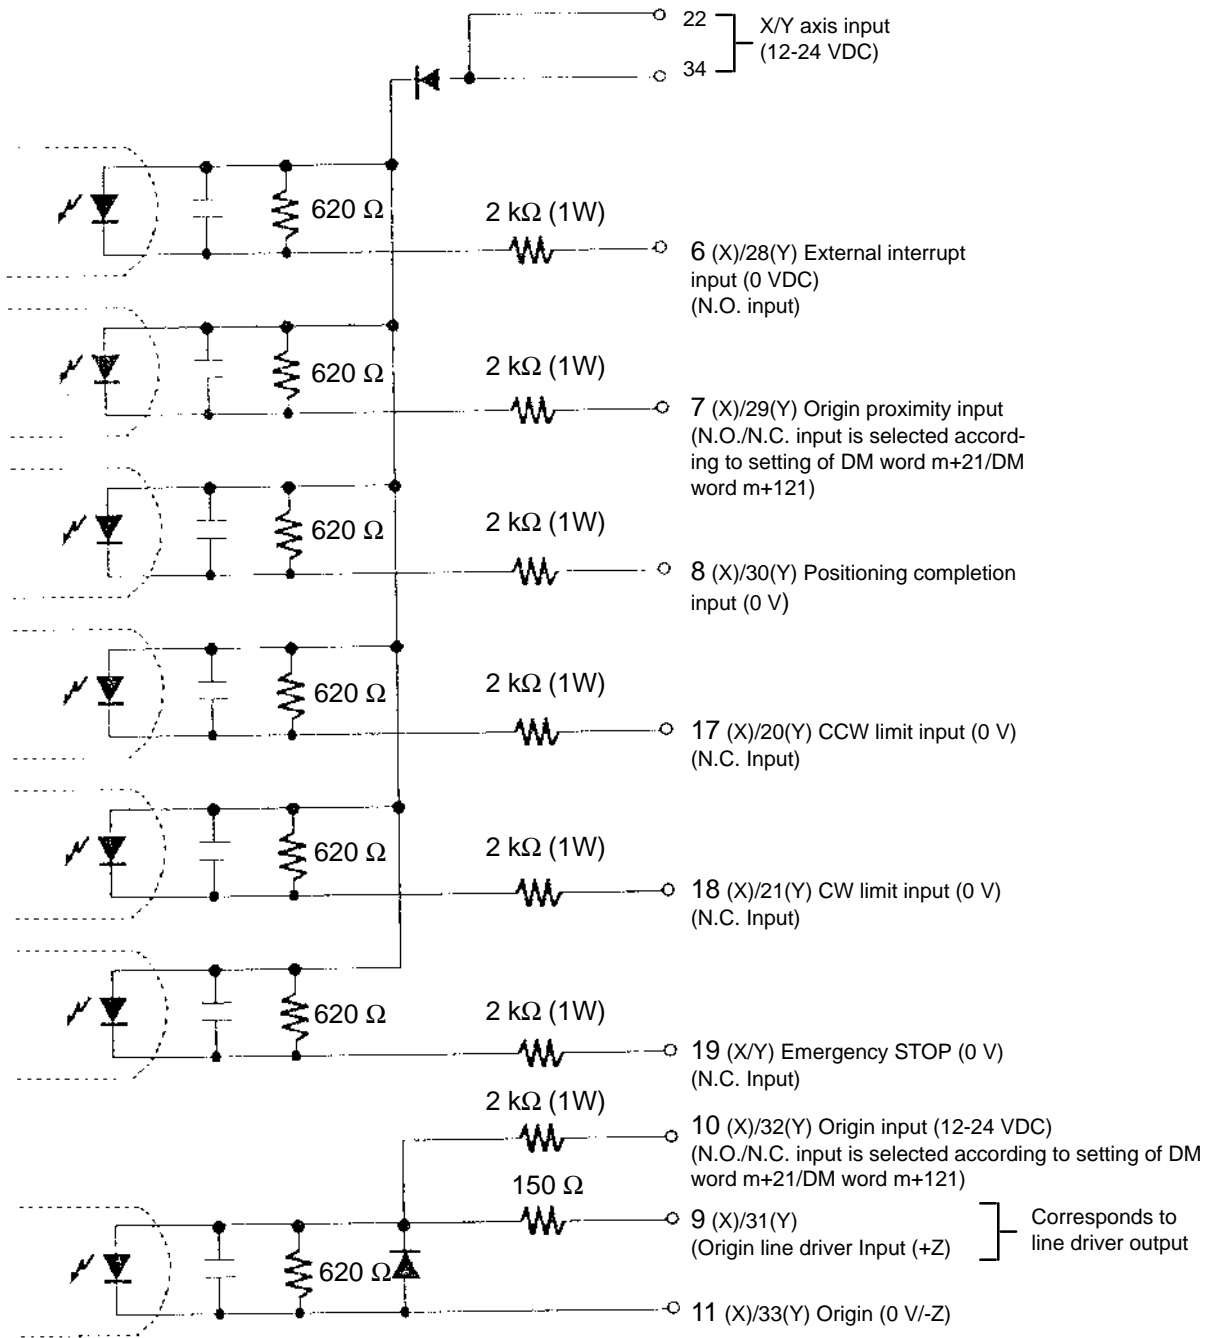 22
X/Y axis input
(12-24 VDC)
34
620 Ω
2 kΩ (1W)
6 (X)/28(Y) External interrupt
input (0 VDC)
(N.O. input)
620 Ω
2 kΩ (1W)
7 (X)/29(Y) Origin proximity input
(N.O./N.C. input is selected accord-
ing to setting of DM word m+21/DM
word m+121)
620 Ω
2 kΩ (1W)
8 (X)/30(Y) Positioning completion
input (0 V)
620 Ω
2 kΩ (1W)
17 (X)/20(Y) CCW limit input (0 V)
(N.C. Input)
620 Ω
2 kΩ (1W)
18 (X)/21(Y) CW limit input (0 V)
(N.C. Input)
620 Ω
2 kΩ (1W)
19 (X/Y) Emergency STOP (0 V)
(N.C. Input)
2 kΩ (1W)
10 (X)/32(Y) Origin input (12-24 VDC)
(N.O./N.C. input is selected according to setting of DM
word m+21/DM word m+121)
150 Ω
9 (X)/31(Y)
(Origin line driver Input (+Z)
Corresponds to
line driver output
620 Ω
11 (X)/33(Y) Origin (0 V/-Z)